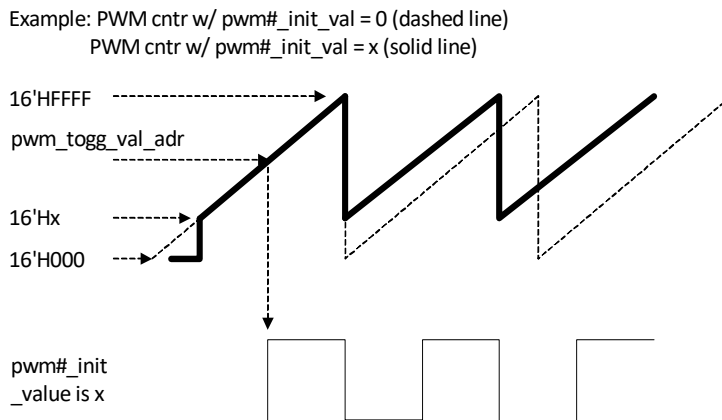 Example: PWM cntr w/ pwm#_init_val = 0 (dashed line)
PWM cntr w/ pwm#_init_val = x (solid line)
16'HFFFF
pwm_togg_val_adr
16'Hx
16'H000
pwm#_init
_value is x